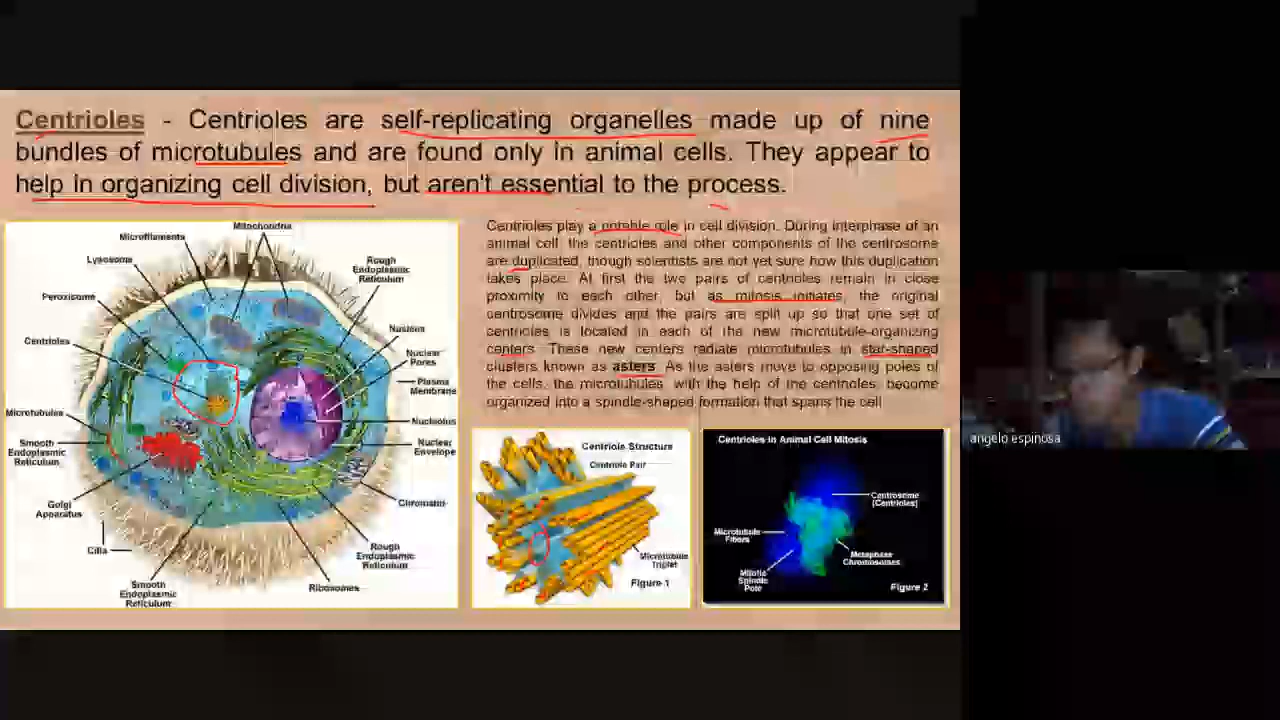 Centrioles - Centrioles are self-replicating organelles made up of nine
bundles of microtubules and are found only in animal cells. They appear to
help in organizing cell division, but aren't essential to the process.
Centrioles play a notable role in cell division. During interphase of an
animal cell, the centrioles and other components of the centrosome
are duplicated, though scientists are not yet sure how this duplication
takes place. At first the two pairs of centrioles remain in close
proximity to each other, but as mitosis initiates, the original
centrosome divides and the pairs are split up so that one set of
centrioles is located in each of the new microtubule-organizing
centers. These new centers radiate microtubules in star-shaped
clusters known as asters. As the asters move to opposing poles of
the cells, the microtubules, with the help of the centrioles, become
organized into a spindle-shaped formation that spans the cell
Mitochondria
Microfilaments
Lysosome
Rough
Endoplasmic
Reticulum
Peroxisome
Nucleus
Centrioles
Nuclear
Pores
Plasma
Membrane
Microtubules
Nucleolus
Smooth
Endoplasmic
Reticulum
Nuclear
Envelope
Golgi
Apparatus
Chromatin
Cilia
Rough
Endoplasmic
Reticulum
Smooth
Endoplasmic
Reticulum
Ribosomes
Centriole Structure
Centriole Pair
Microtubule
Triplet
Figure 1
Centrioles in Animal Cell Mitosis
Centrosome
(Centrioles)
Microtubule
Fibers
Metaphase
Chromosomes
Mitotic
Spindle
Pole
Figure 2
angelo espinosa